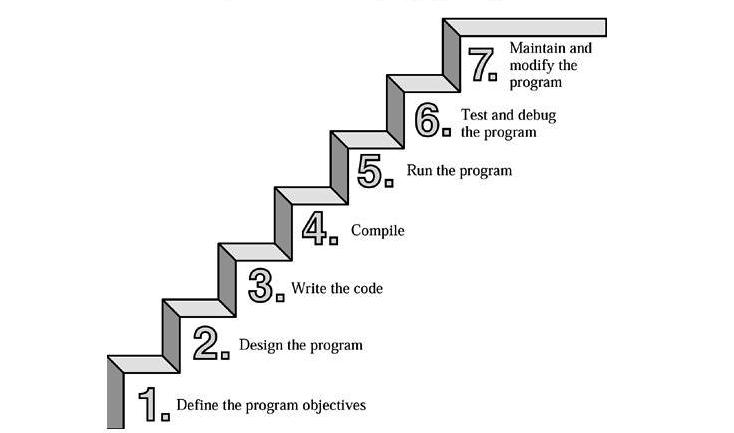 7. Maintain and
modify the
program
6. Test and debug
the program
5. Run the program
4. Compile
3. Write the code
2. Design the program
1. Define the program objectives